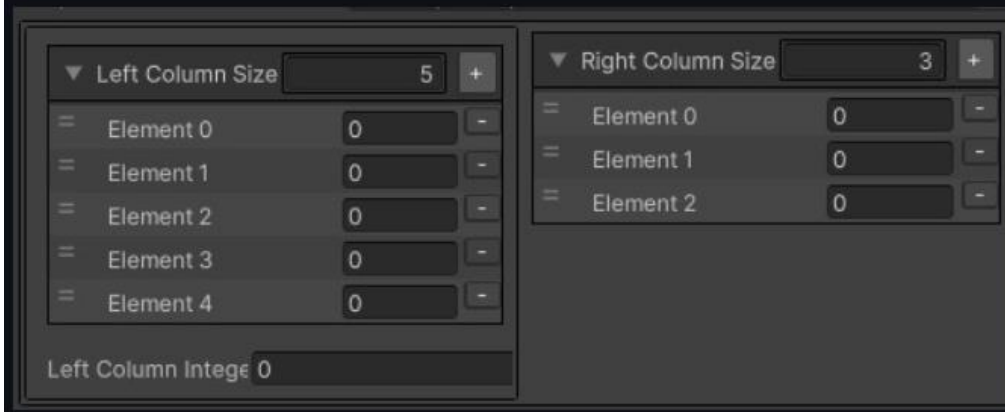 Left Column Size 5 +
Element 0 0 -
Element 1 0 -
Element 2 0 -
Element 3 0 -
Element 4 0 -
Left Column Intege 0
Right Column Size 3 +
Element 0 0 -
Element 1 0 -
Element 2 0 -